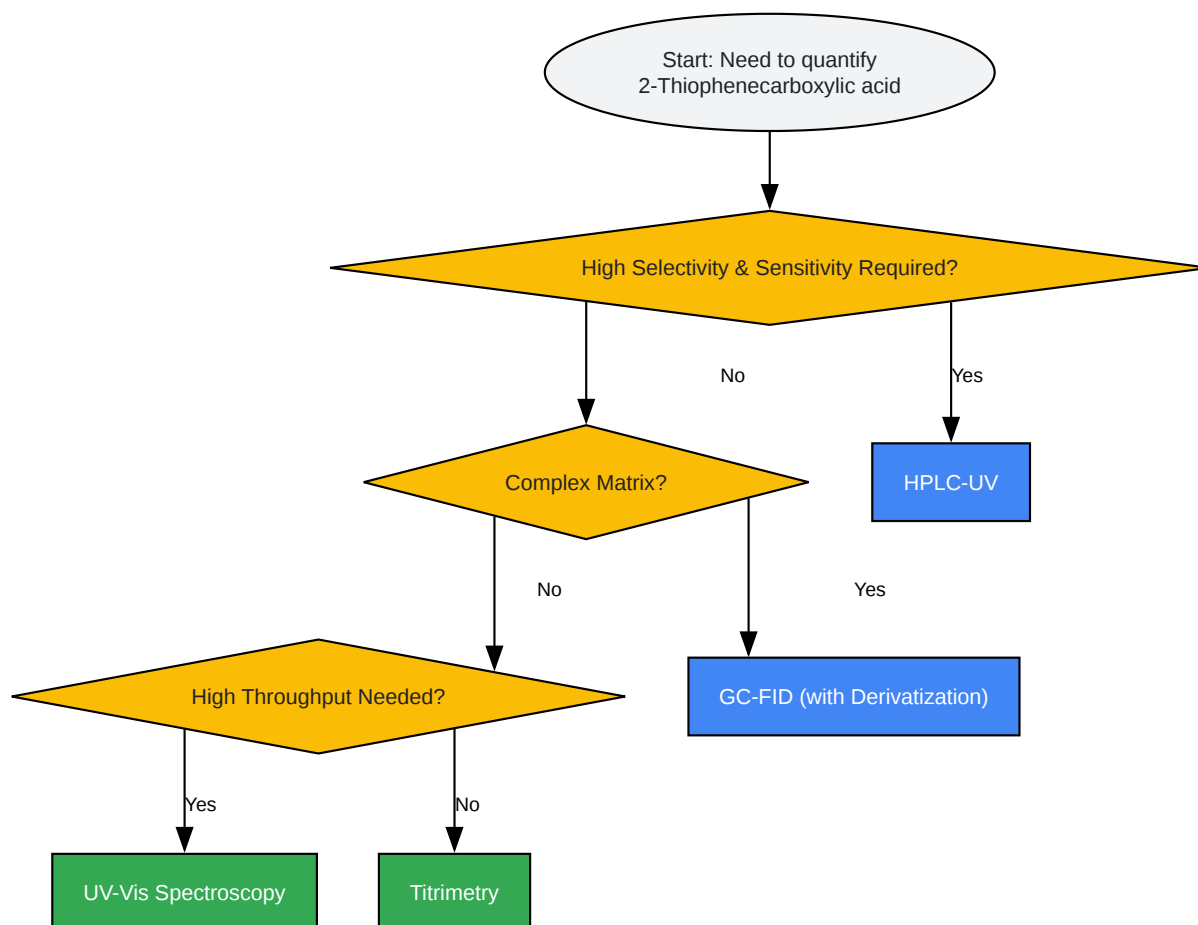 Start: Need to quantify
2-Thiophenecarboxylic acid
High Selectivity & Sensitivity Required?
No
Yes
Complex Matrix?
HPLC-UV
No
Yes
High Throughput Needed?
GC-FID (with Derivatization)
Yes
No
UV-Vis Spectroscopy
Titrimetry